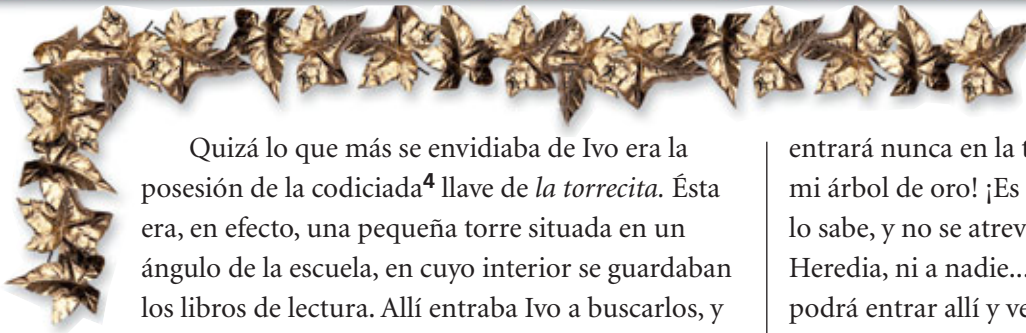 Quizá lo que más se envidiaba de Ivo era la
posesión de la codiciada4 llave de la torrecita. Ésta
era, en efecto, una pequeña torre situada en un
ángulo de la escuela, en cuyo interior se guardaban
los libros de lectura. Allí entraba Ivo a buscarlos, y
entrará nunca en la t
mi árbol de oro! ¡Es
lo sabe, y no se atrev
Heredia, ni a nadie...
podrá entrar allí y ve